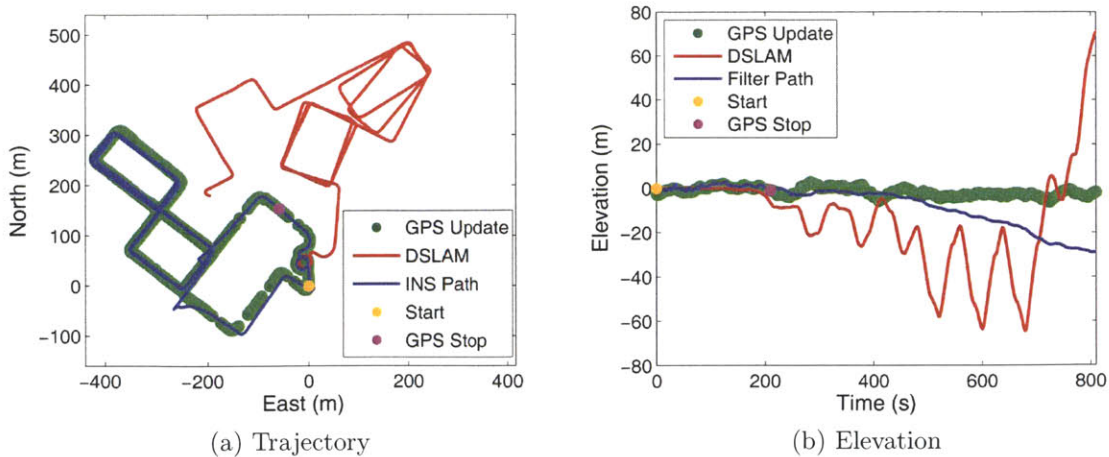 500
400
300
200
100
0
−100
North (m)
−400
−200
0
200
400
East (m)
GPS Update
DSLAM
INS Path
Start
GPS Stop
(a) Trajectory
80
60
40
20
0
−20
−40
−60
−80
Elevation (m)
0
200
400
600
800
Time (s)
GPS Update
DSLAM
Filter Path
Start
GPS Stop
(b) Elevation